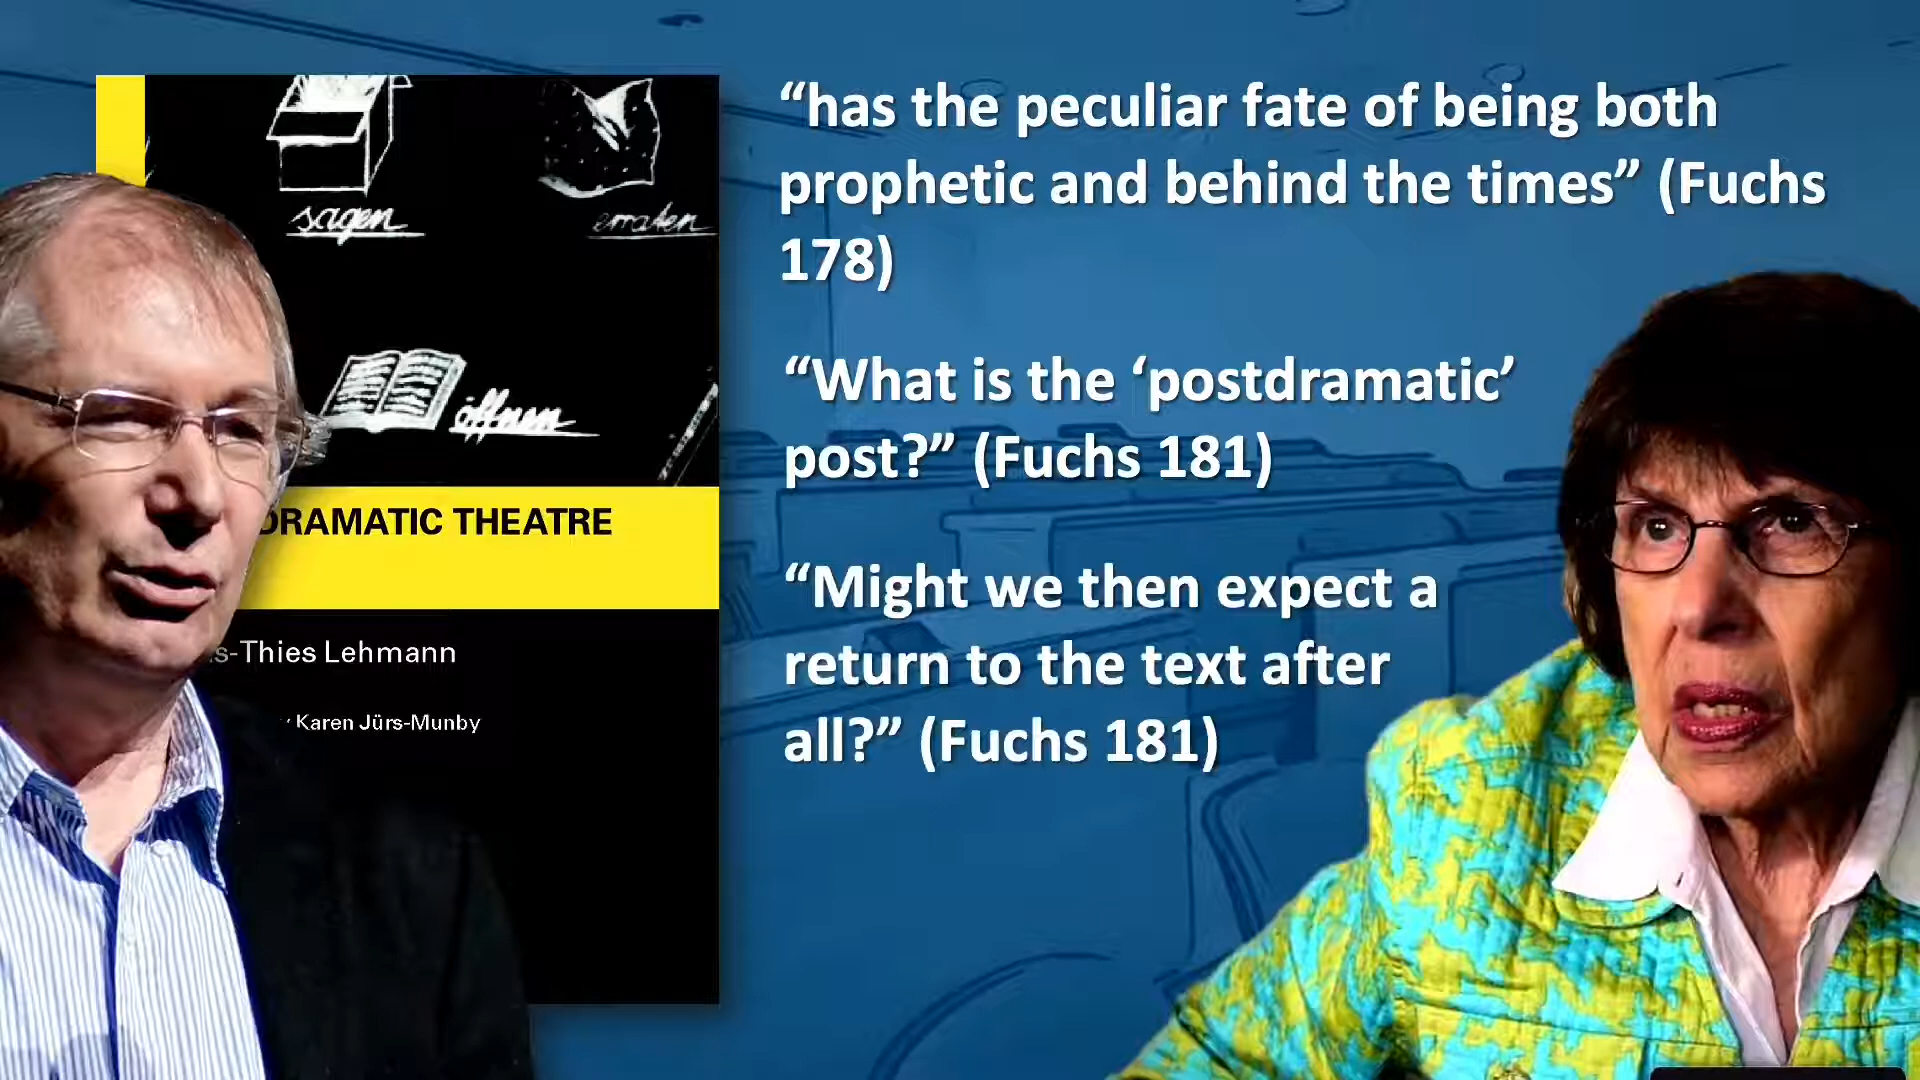 sagen
erraten
öffnen
DRAMATIC THEATRE
s-Thies Lehmann
Karen Jürs-Munby
“has the peculiar fate of being both
prophetic and behind the times” (Fuchs
178)
“What is the ‘postdramatic’
post?” (Fuchs 181)
“Might we then expect a
return to the text after
all?” (Fuchs 181)